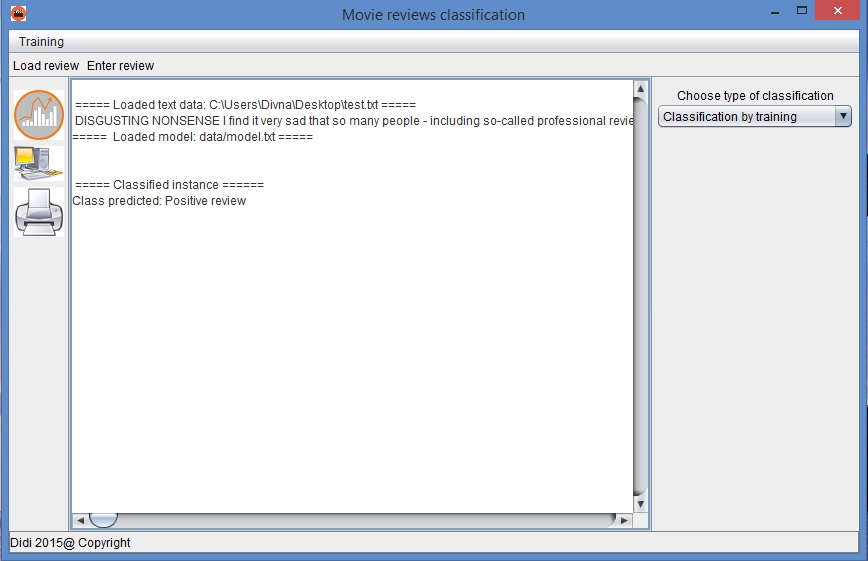 Movie reviews classification
Training
Load review Enter review
===== Loaded text data: C:\Users\Divna\Desktop\test.txt =====
DISGUSTING NONSENSE I find it very sad that so many people - including so-called professional revie
===== Loaded model: data/model.txt =====
===== Classified instance ======
Class predicted: Positive review
Choose type of classification
Classification by training
Didi 2015@ Copyright